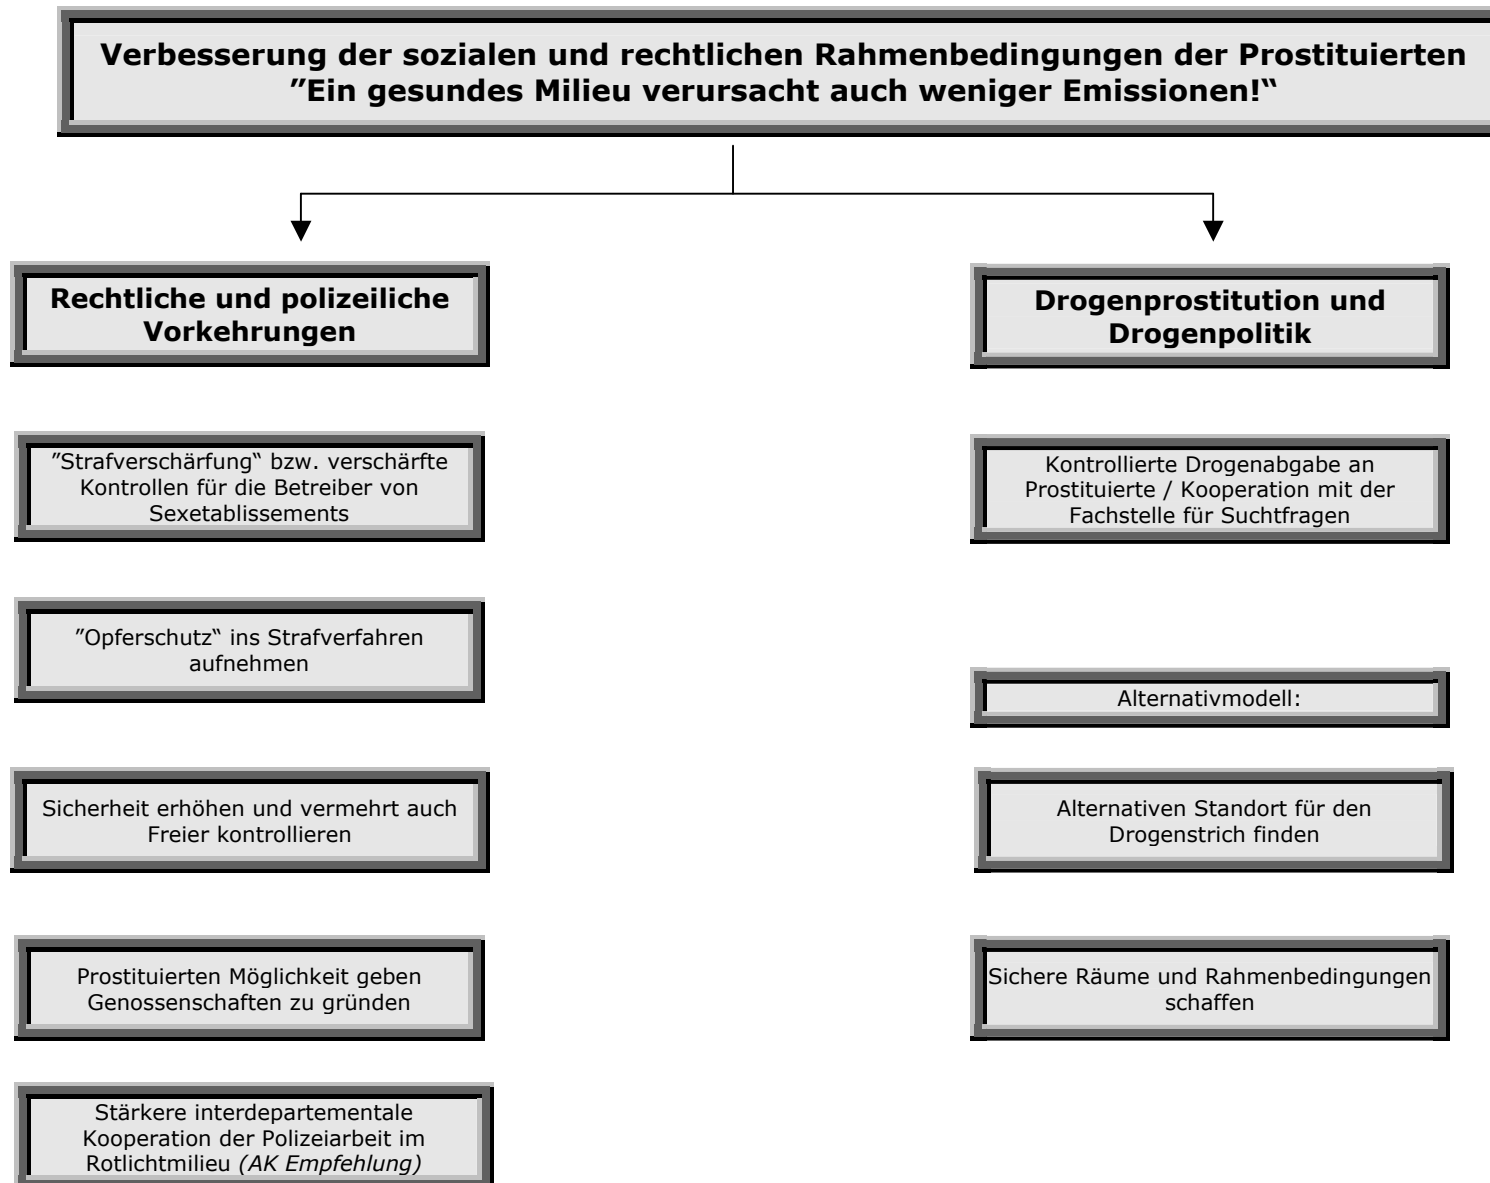 Verbesserung der sozialen und rechtlichen Rahmenbedingungen der Prostituierten
"Ein gesundes Milieu verursacht auch weniger Emissionen!“
Rechtliche und polizeiliche
Vorkehrungen
"Strafverschärfung“ bzw. verschärfte
Kontrollen für die Betreiber von
Sexetablissements
"Opferschutz“ ins Strafverfahren
aufnehmen
Sicherheit erhöhen und vermehrt auch
Freier kontrollieren
Prostituierten Möglichkeit geben
Genossenschaften zu gründen
Stärkere interdepartementale
Kooperation der Polizeiarbeit im
Rotlichtmilieu (AK Empfehlung)
Drogenprostitution und
Drogenpolitik
Kontrollierte Drogenabgabe an
Prostituierte / Kooperation mit der
Fachstelle für Suchtfragen
Alternativmodell:
Alternativen Standort für den
Drogenstrich finden
Sichere Räume und Rahmenbedingungen
schaffen